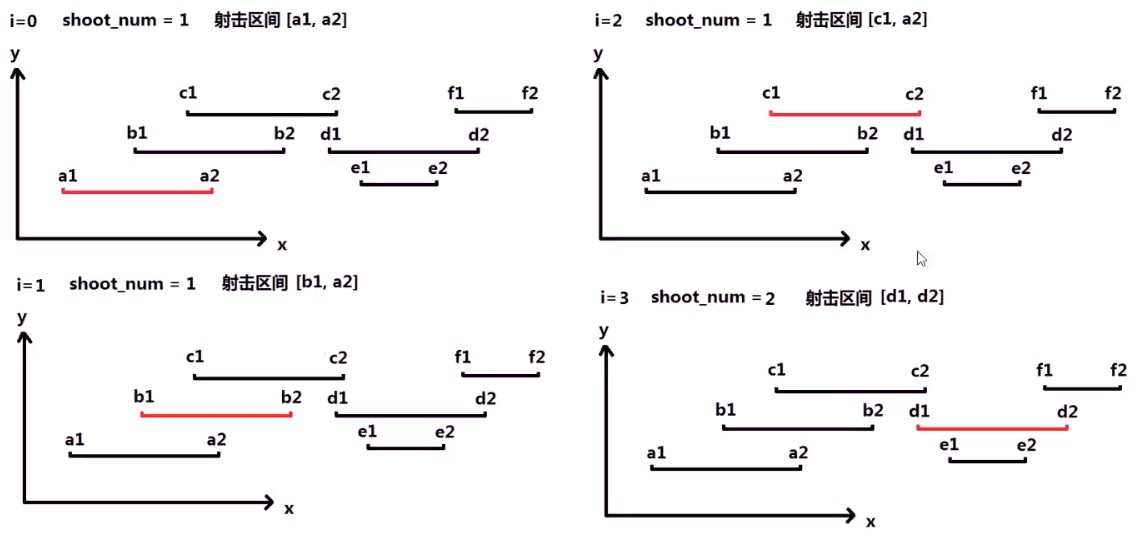 i=0 shoot_num = 1 射击区间 [a1, a2]
y
c1 c2 f1 f2
b1 b2 d1 d2
e1 e2
a1 a2
x
i=1 shoot_num = 1 射击区间 [b1, a2]
y
c1 c2 f1 f2
b1 b2 d1 d2
e1 e2
a1 a2
x
i=2 shoot_num = 1 射击区间 [c1, a2]
y
c1 c2 f1 f2
b1 b2 d1 d2
e1 e2
a1 a2
x
i=3 shoot_num = 2 射击区间 [d1, d2]
y
c1 c2 f1 f2
b1 b2 d1 d2
e1 e2
a1 a2
x